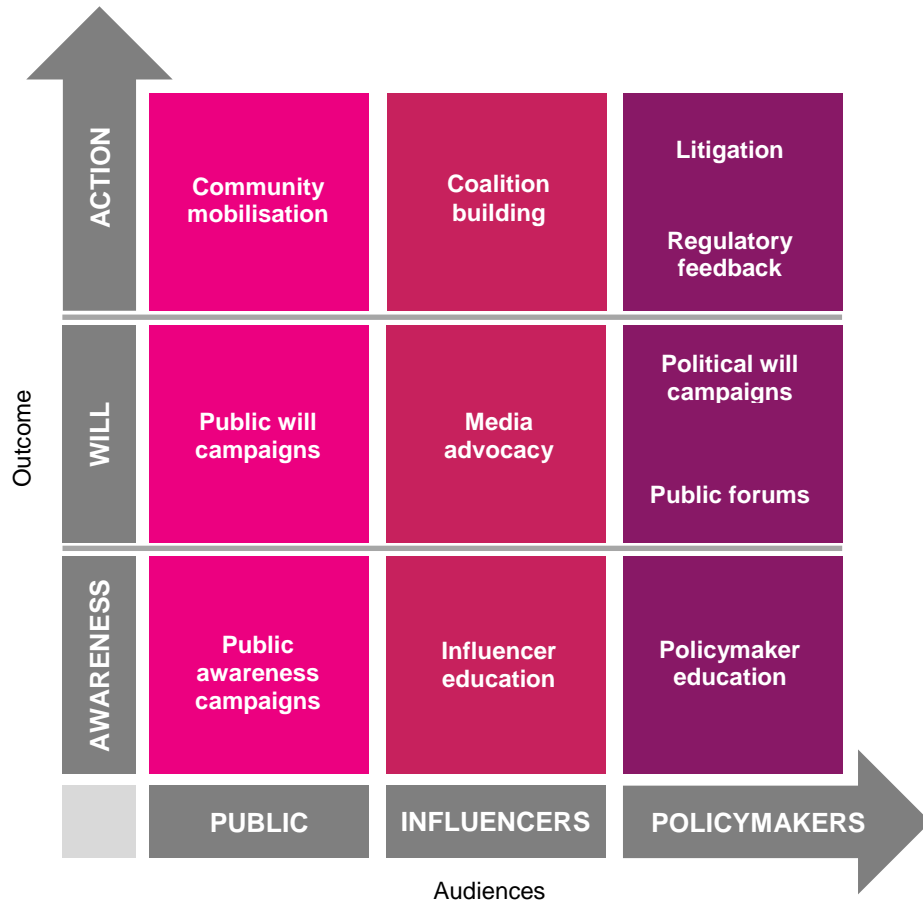 ACTION
Community
mobilisation
Coalition
building
Litigation
Regulatory
feedback
Outcome
WILL
Public will
campaigns
Media
advocacy
Political will
campaigns
Public forums
AWARENESS
Public
awareness
campaigns
Influencer
education
Policymaker
education
PUBLIC
INFLUENCERS
POLICYMAKERS
Audiences